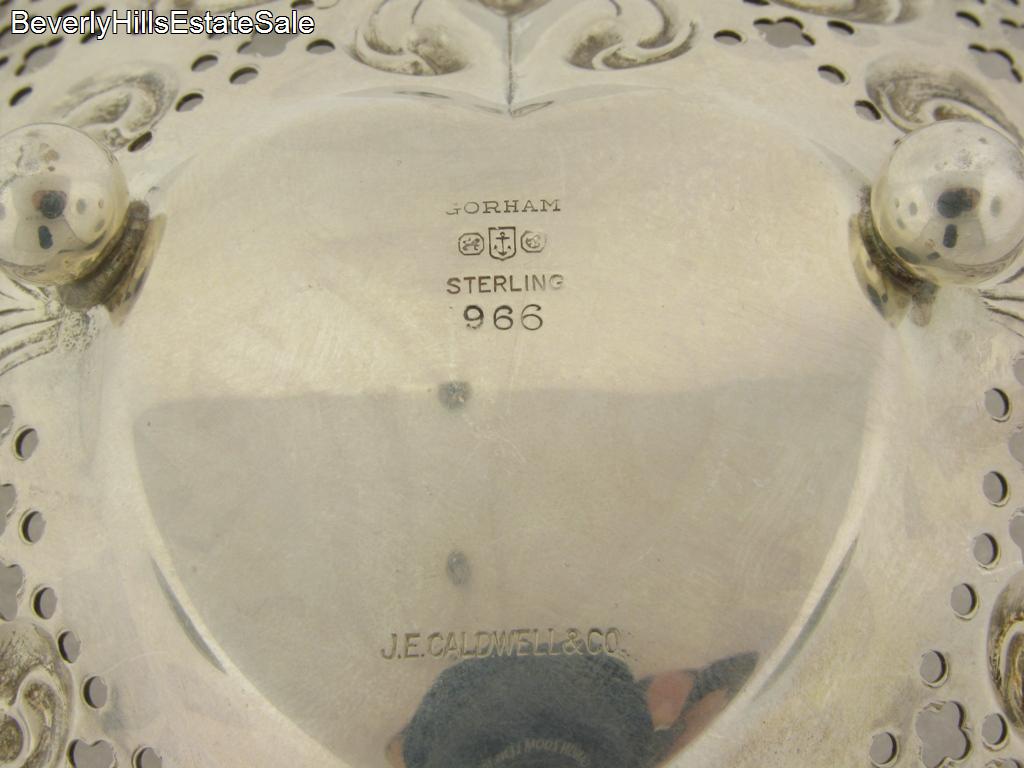 BeverlyHillsEstateSale
GORHAM
STERLING
966
J.E. CALDWELL & CO.